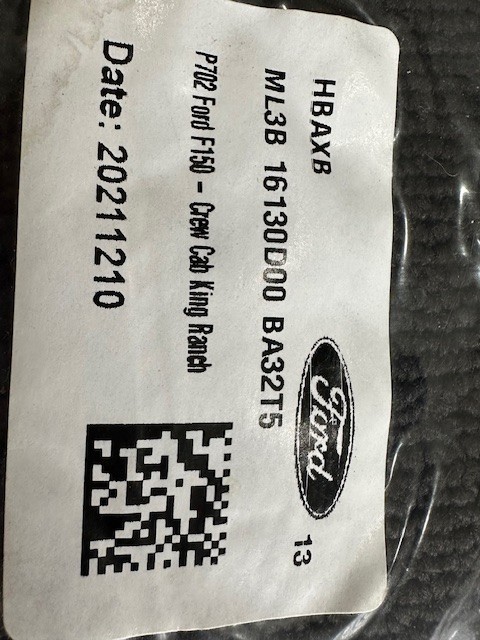 HBAXB
Ford 13
ML3B 16130D00 BA32T5
P702 Ford F150 - Crew Cab King Ranch
Date: 20211210